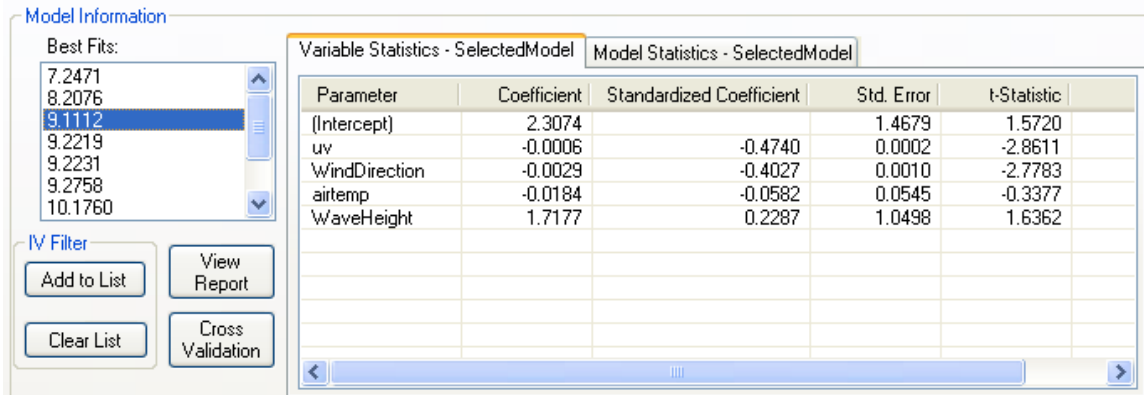 Model Information
Best Fits:
7.2471
8.2076
9.1112
9.2219
9.2231
9.2758
10.1760
IV Filter
Add to List
Clear List
View
Report
Cross
Validation
Variable Statistics - SelectedModel Model Statistics - SelectedModel
Parameter Coefficient Standardized Coefficient Std. Error t-Statistic
(Intercept) 2.3074 1.4679 1.5720
uv -0.0006 -0.4740 0.0002 -2.8611
WindDirection -0.0029 -0.4027 0.0010 -2.7783
airtemp -0.0184 -0.0582 0.0545 -0.3377
WaveHeight 1.7177 0.2287 1.0498 1.6362